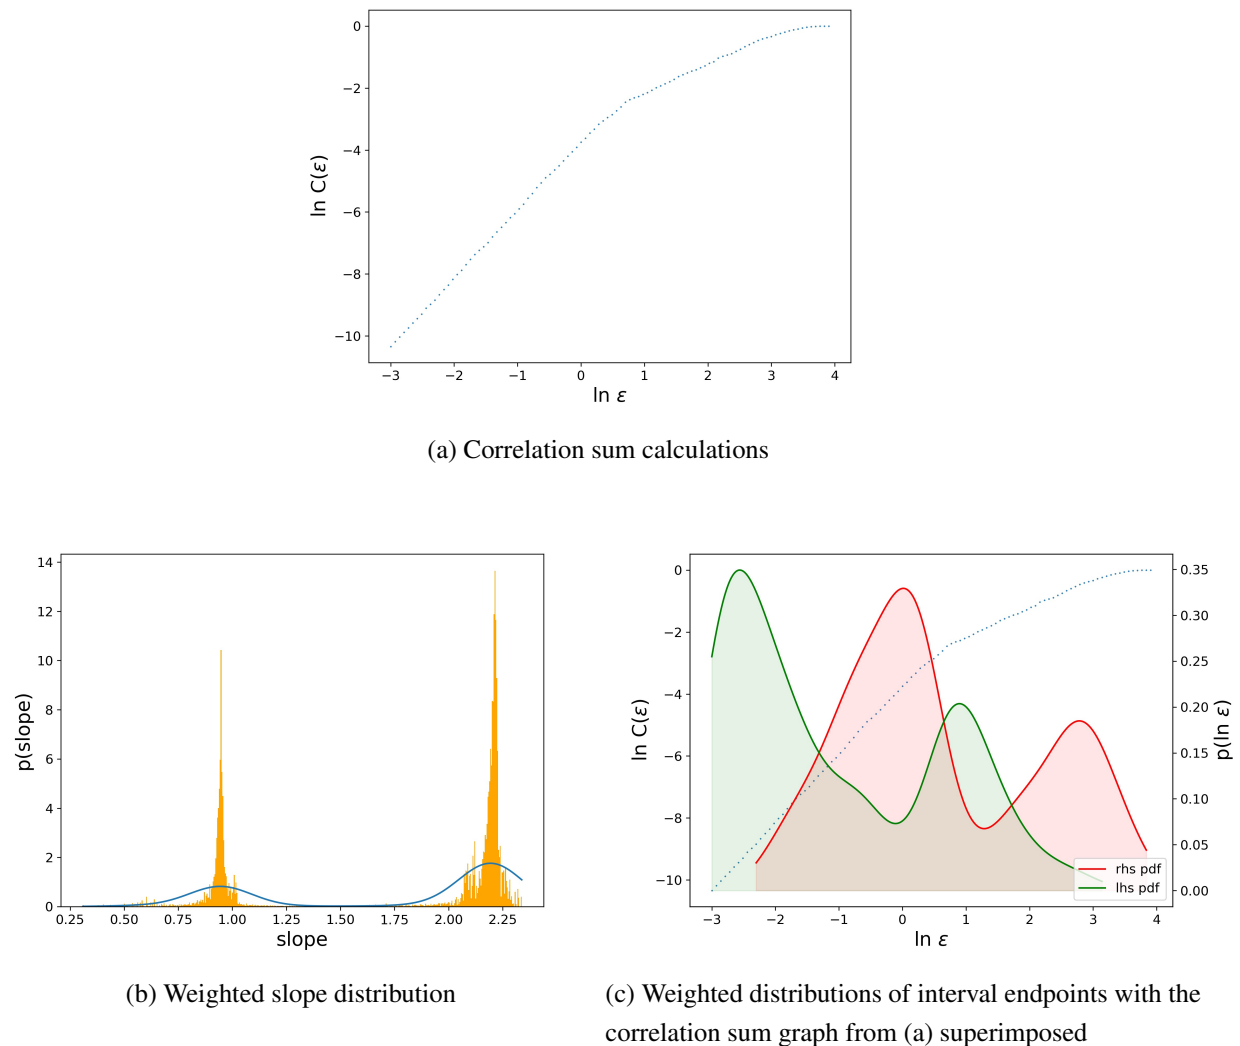 0
−2
−4
−6
−8
−10
ln C(ε)
−3 −2 −1 0 1 2 3 4
ln ε
(a) Correlation sum calculations
14
12
10
8
6
4
2
0
p(slope)
0.25 0.50 0.75 1.00 1.25 1.50 1.75 2.00 2.25
slope
(b) Weighted slope distribution
0
−2
−4
−6
−8
−10
ln C(ε)
0.35
0.30
0.25
0.20
0.15
0.10
0.05
0.00
p(ln ε)
rhs pdf
lhs pdf
−3 −2 −1 0 1 2 3 4
ln ε
(c) Weighted distributions of interval endpoints with the
correlation sum graph from (a) superimposed